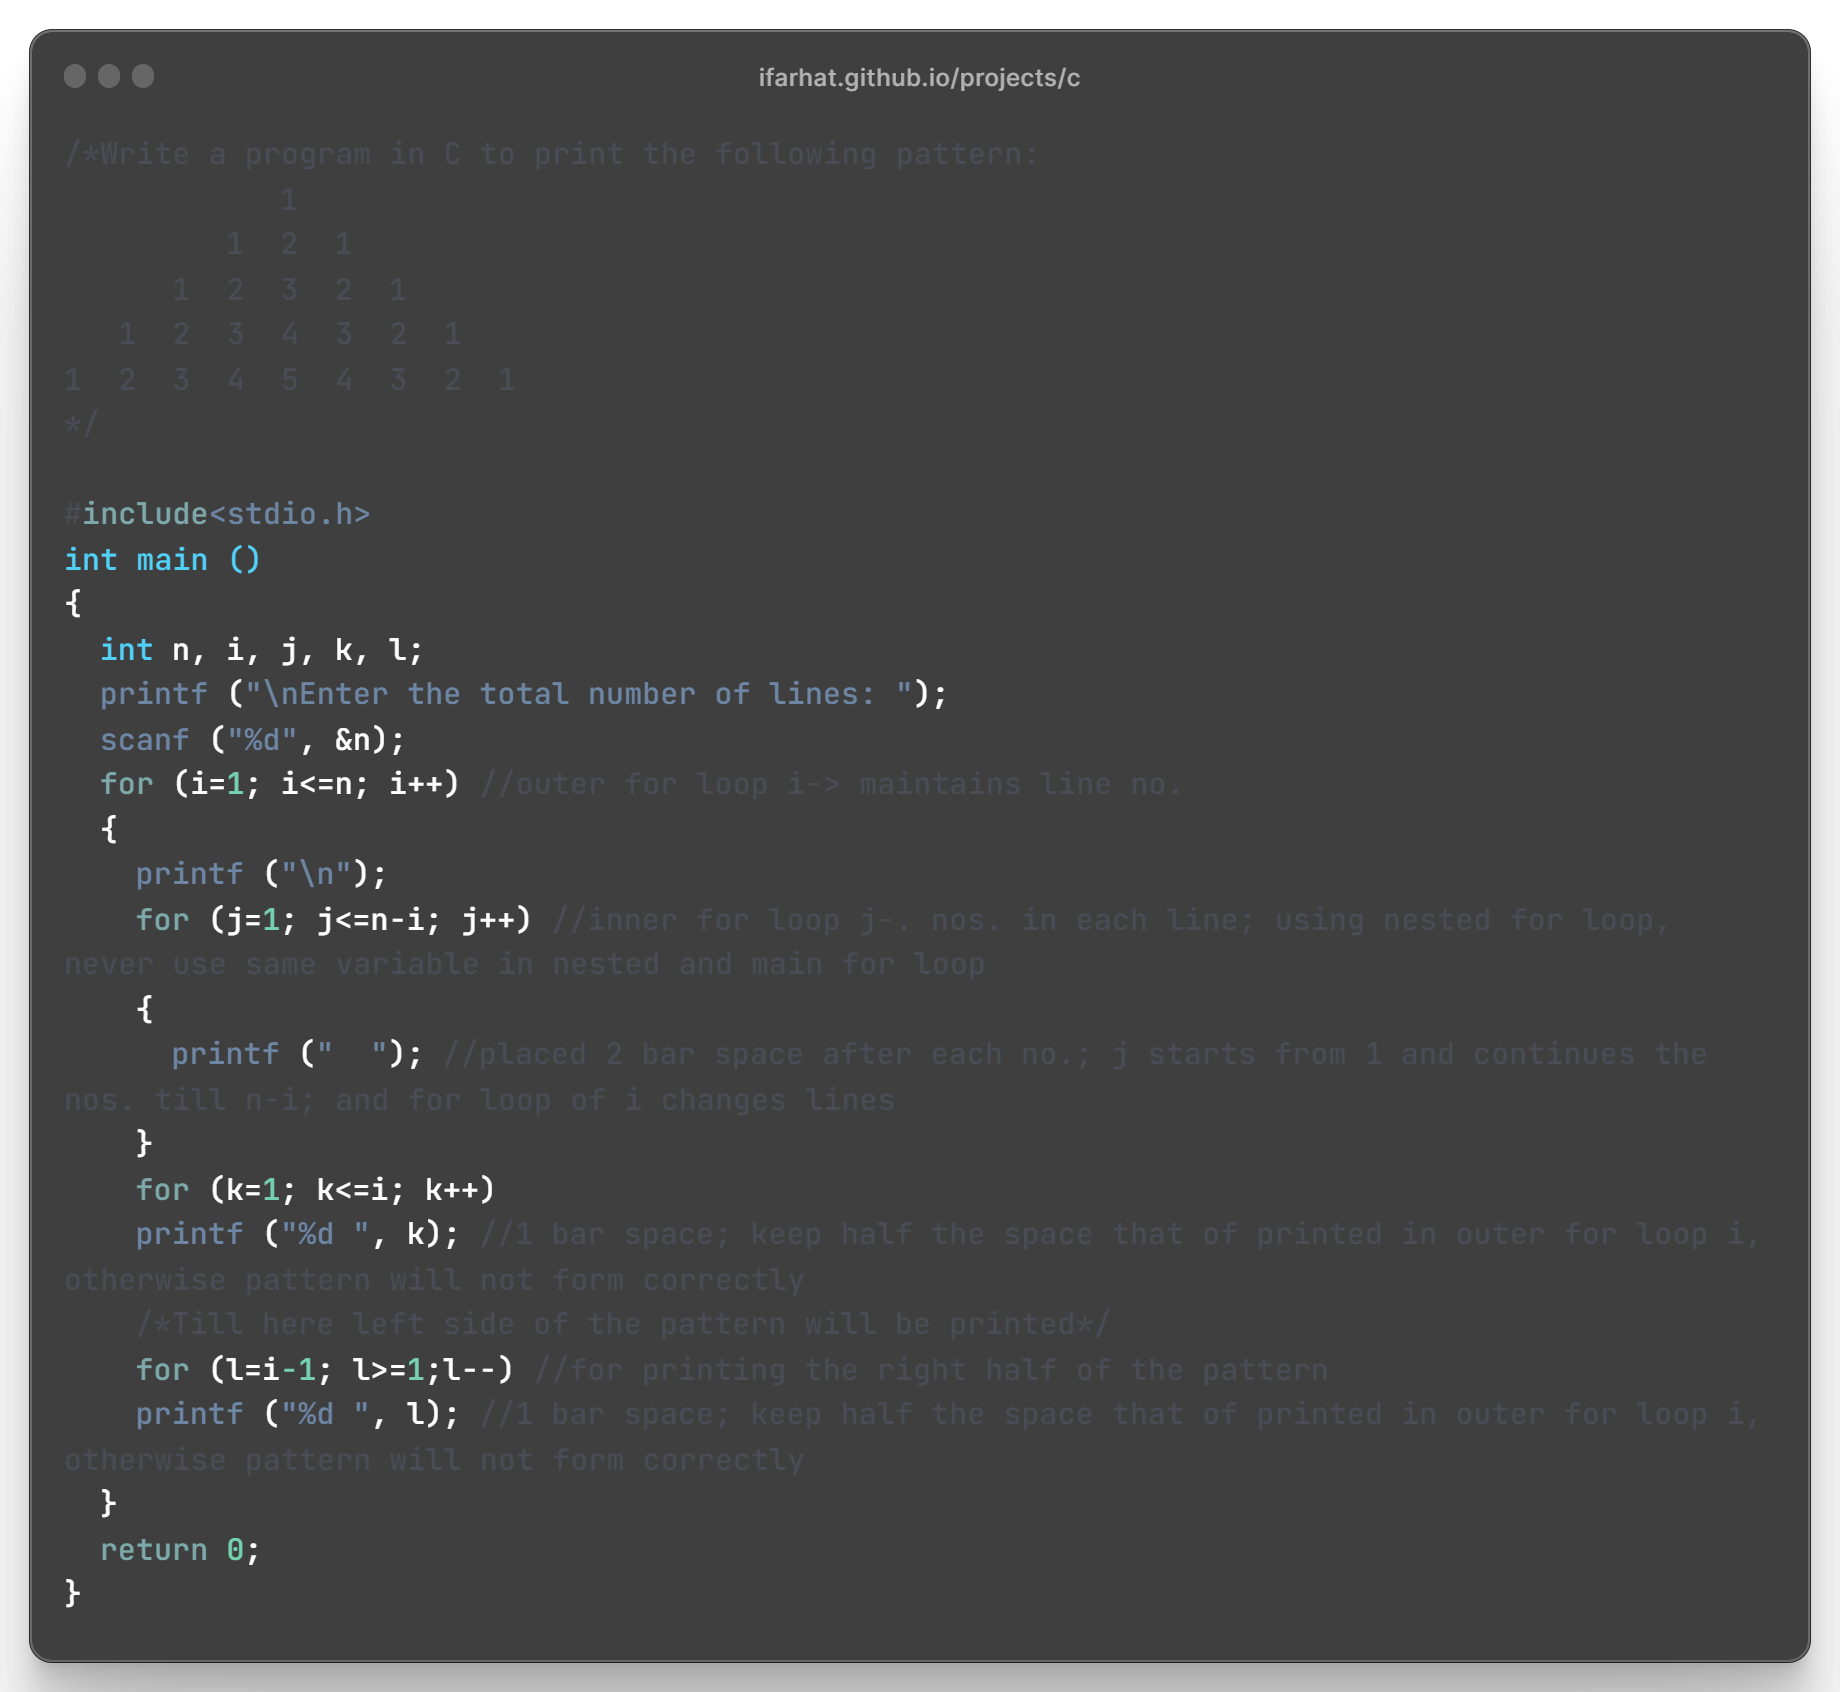 ifarhat.github.io/projects/c
/*Write a program in C to print the following pattern:
            1
         1  2  1
      1  2  3  2  1
   1  2  3  4  3  2  1
1  2  3  4  5  4  3  2  1
*/

#include<stdio.h>
int main ()
{
  int n, i, j, k, l;
  printf ("\nEnter the total number of lines: ");
  scanf ("%d", &n);
  for (i=1; i<=n; i++) //outer for loop i-> maintains line no.
  {
    printf ("\n");
    for (j=1; j<=n-i; j++) //inner for loop j-. nos. in each line; using nested for loop,
never use same variable in nested and main for loop
    {
      printf ("  "); //placed 2 bar space after each no.; j starts from 1 and continues the
nos. till n-i; and for loop of i changes lines
    }
    for (k=1; k<=i; k++)
    printf ("%d ", k); //1 bar space; keep half the space that of printed in outer for loop i,
otherwise pattern will not form correctly
    /*Till here left side of the pattern will be printed*/
    for (l=i-1; l>=1;l--) //for printing the right half of the pattern
    printf ("%d ", l); //1 bar space; keep half the space that of printed in outer for loop i,
otherwise pattern will not form correctly
  }
  return 0;
}